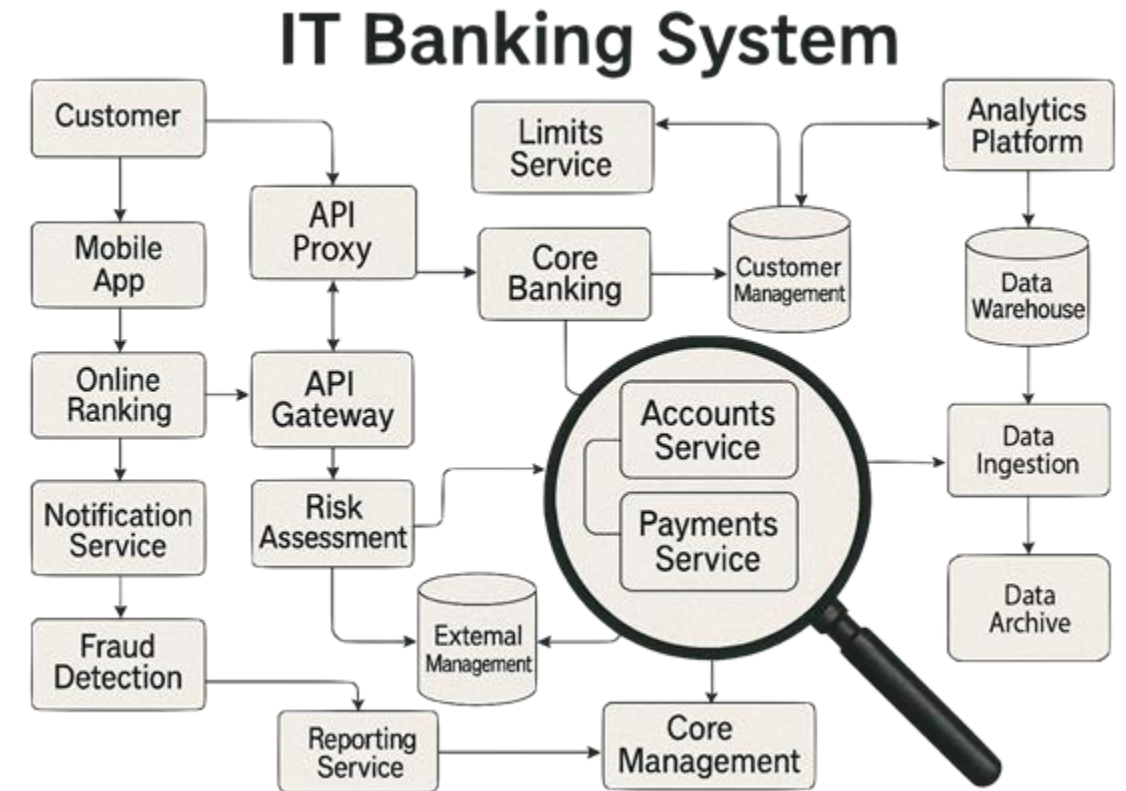 IT Banking System
Customer
Limits
Service
Analytics
Platform
API
Proxy
Mobile
App
Core
Banking
Customer
Management
Data
Warehouse
Online
Ranking
API
Gateway
Accounts
Service
Data
Ingestion
Notification
Service
Risk
Assessment
Payments
Service
External
Management
Data
Archive
Fraud
Detection
Reporting
Service
Core
Management